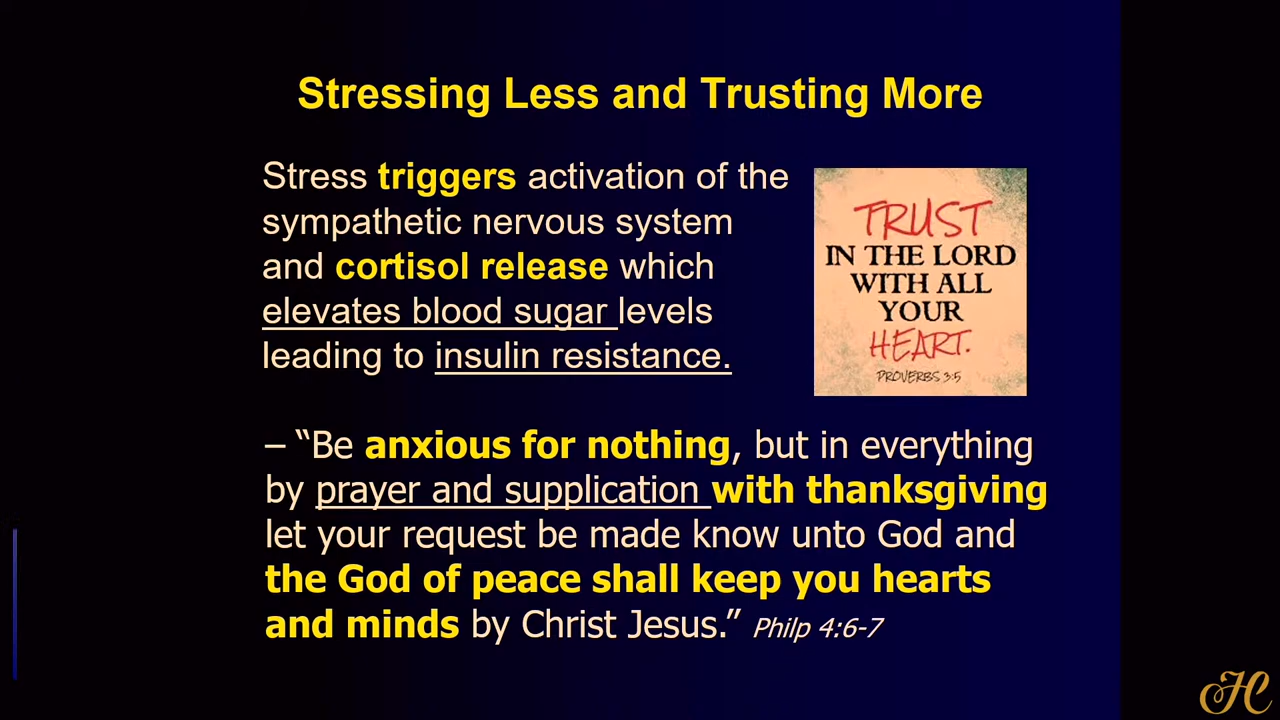 Stressing Less and Trusting More
Stress triggers activation of the
sympathetic nervous system
and cortisol release which
elevates blood sugar levels
leading to insulin resistance.
TRUST
IN THE LORD
WITH ALL
YOUR
HEART.
PROVERBS 3:5
– “Be anxious for nothing, but in everything
by prayer and supplication with thanksgiving
let your request be made know unto God and
the God of peace shall keep you hearts
and minds by Christ Jesus.” Philp 4:6-7
HC